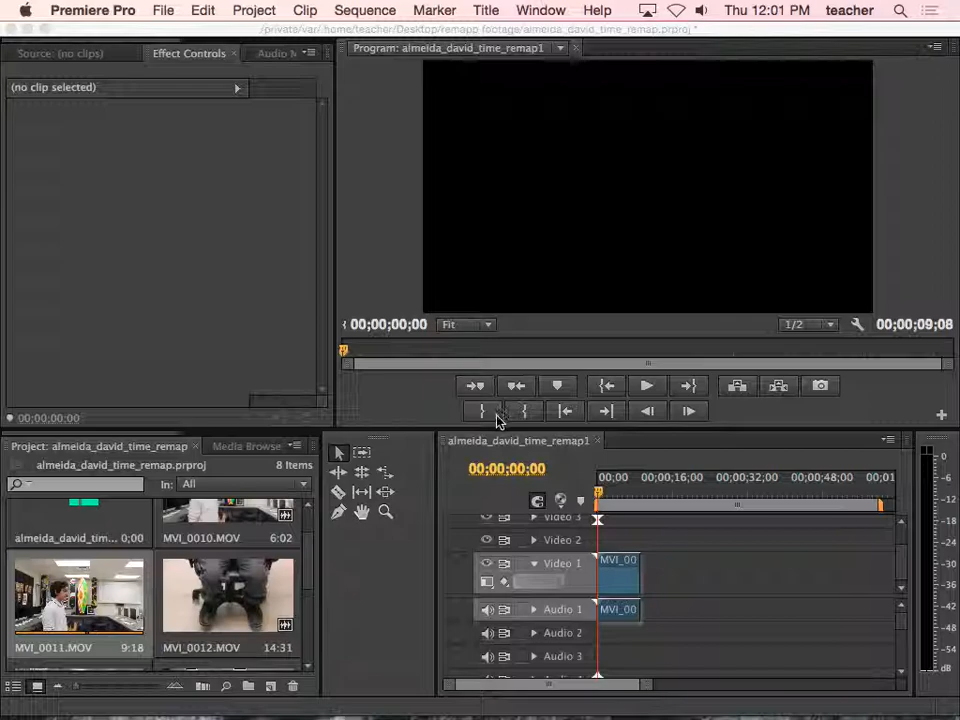 Premiere Pro File Edit Project Clip Sequence Marker Title Window Help Thu 12:01 PM teacher
/private/var/.home/teacher/Desktop/remapp footage/almeida_david_time_remap.prproj *
Source: (no clips) Effect Controls Audio M Program: almeida_david_time_remap1
(no clip selected)
00;00;00;00 Fit 1/2 00;00;09;08
00;00;00;00
Project: almeida_david_time_remap Media Browse almeida_david_time_remap1
almeida_david_time_remap.prproj 8 Items
In: All
00;00;00;00
00;00 00;00;16;00 00;00;32;00 00;00;48;00 00;01
Video 3
almeida_david_tim... 0;00 MVI_0010.MOV 6:02
Video 2
Video 1 MVI_00
Audio 1 MVI_00
Audio 2
MVI_0011.MOV 9:18 MVI_0012.MOV 14:31
Audio 3
0
-6
-12
-18
-24
-30
-36
-42
-48
-54
dB